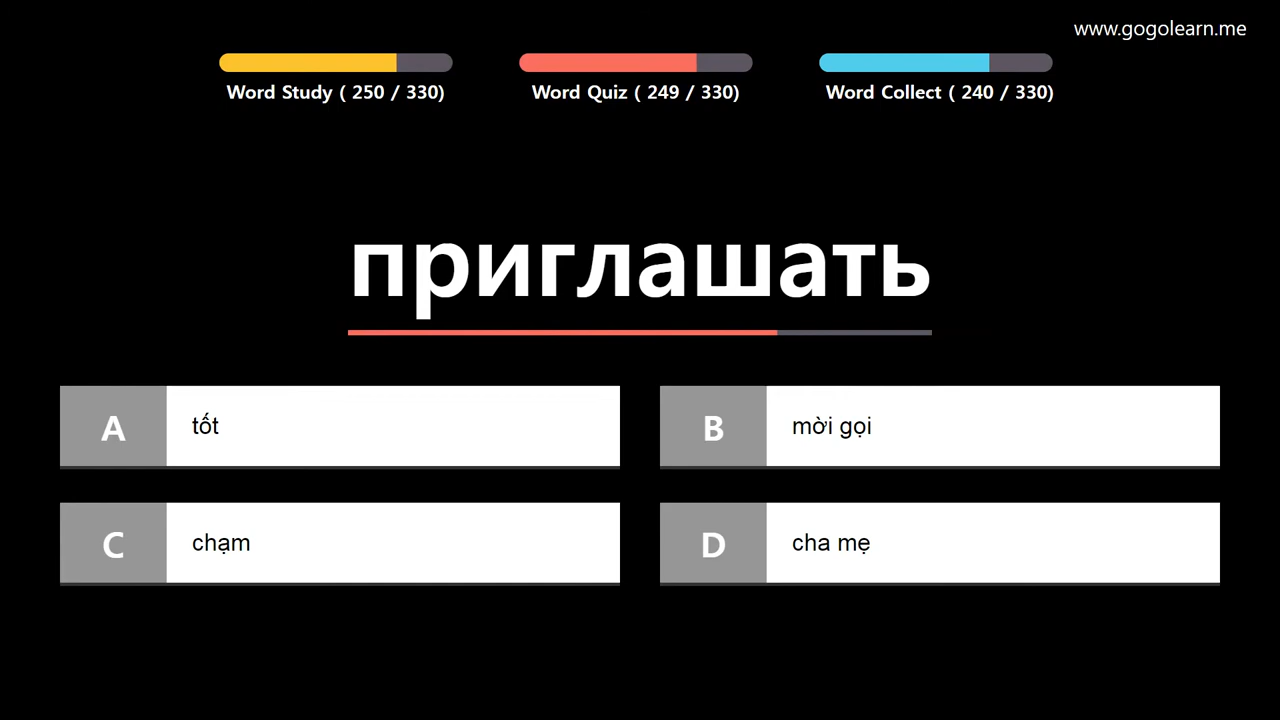 www.gogolearn.me
Word Study ( 250 / 330)
Word Quiz ( 249 / 330)
Word Collect ( 240 / 330)
приглашать
A tốt
B mời gọi
C chạm
D cha mẹ